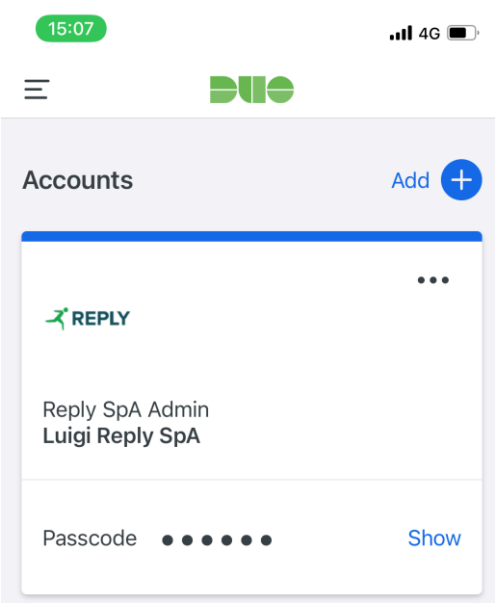 15:07
4G
DUO
Accounts
Add
REPLY
Reply SpA Admin
Luigi Reply SpA
Passcode ●●●●●●
Show